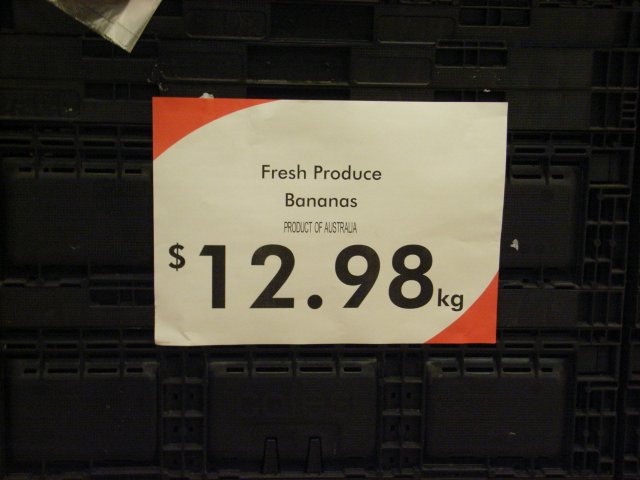 Fresh Produce
Bananas
PRODUCT OF AUSTRALIA
$12.98kg